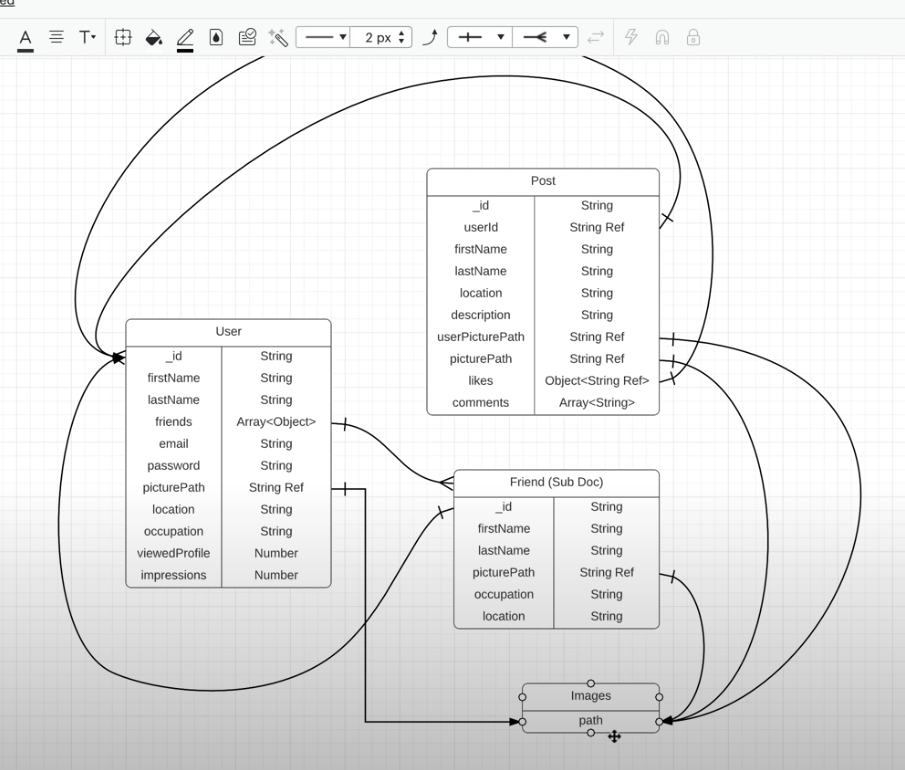 2 px
Post
_id String
userId String Ref
firstName String
lastName String
location String
description String
userPicturePath String Ref
picturePath String Ref
likes Object<String Ref>
comments Array<String>
User
_id String
firstName String
lastName String
friends Array<Object>
email String
password String
picturePath String Ref
location String
occupation String
viewedProfile Number
impressions Number
Friend (Sub Doc)
_id String
firstName String
lastName String
picturePath String Ref
occupation String
location String
Images
path